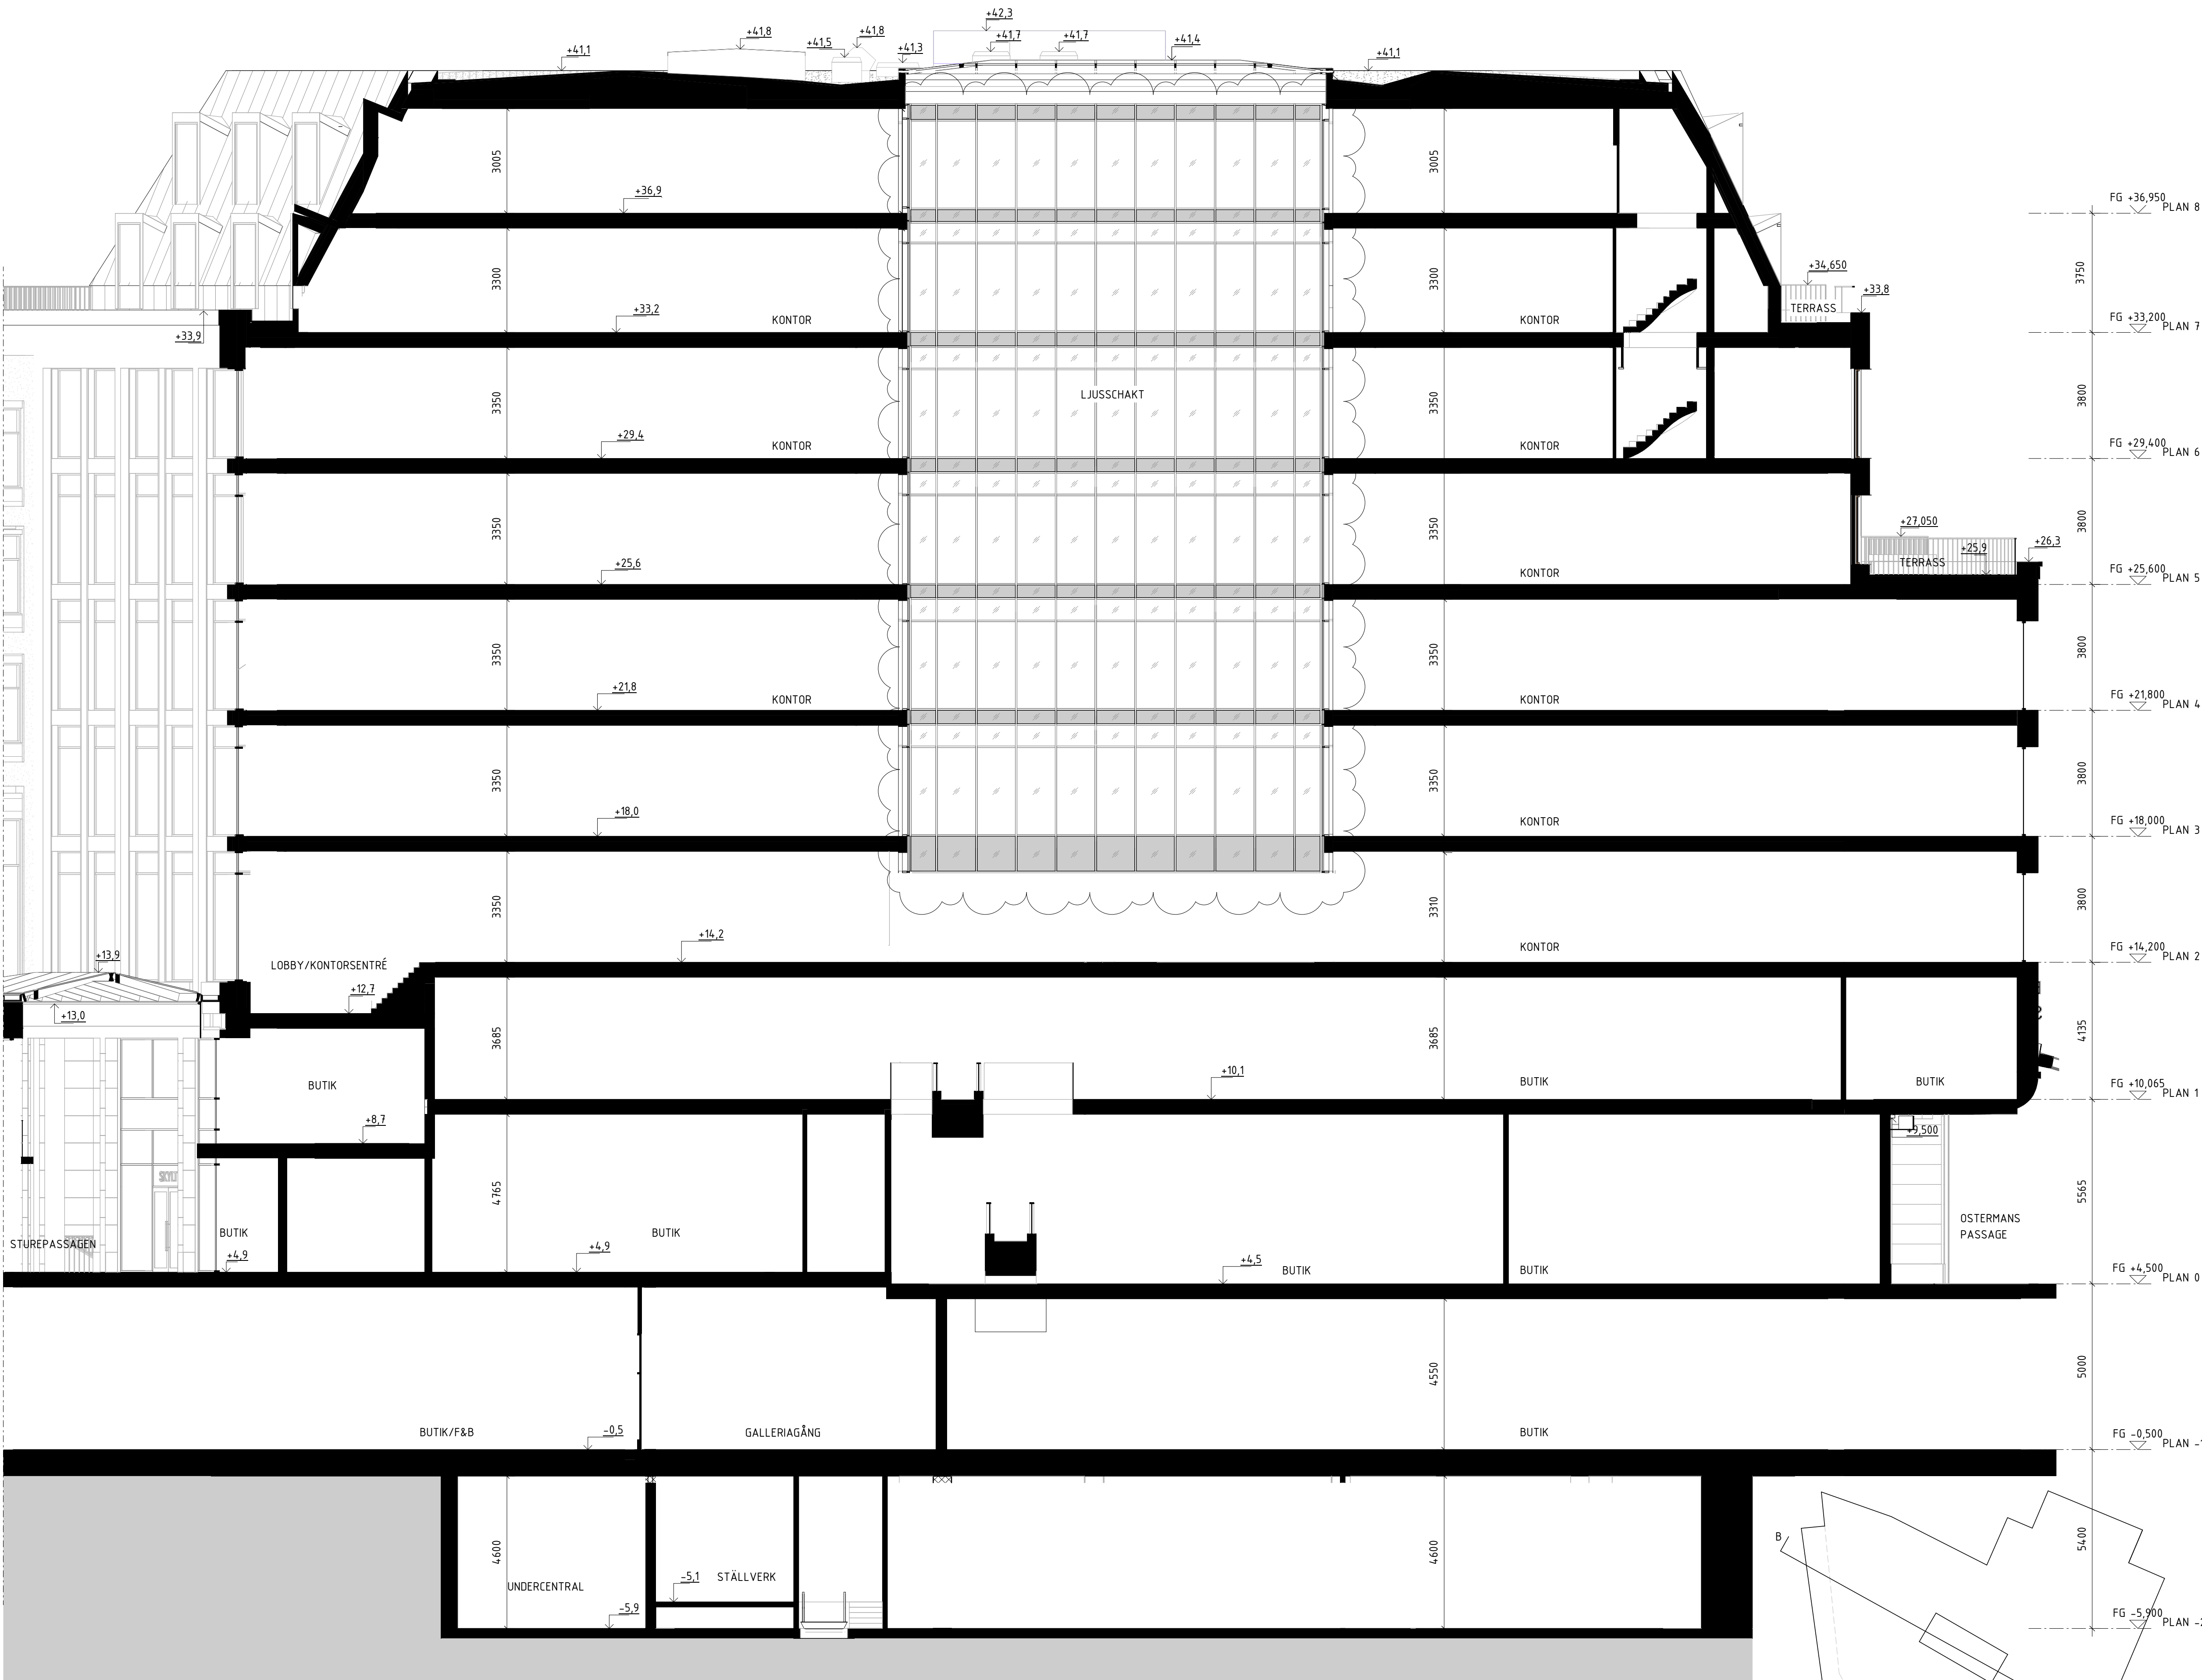 +42,3
+41,8
+41,8
+41,5
+41,7
+41,7
+41,4
+41,3
+41,1
+41,1
3005
3005
+36,9
FG +36,950
PLAN 8
3300
3300
3750
+34,650
TERRASS
+33,8
+33,9
+33,2
KONTOR
KONTOR
FG +33,200
PLAN 7
3350
LJUSSCHAKT
3350
3800
+29,4
KONTOR
KONTOR
FG +29,400
PLAN 6
3350
3350
3800
+27,050
+25,9
+26,3
TERRASS
+25,6
KONTOR
FG +25,600
PLAN 5
3350
3350
3800
+21,8
KONTOR
KONTOR
FG +21,800
PLAN 4
3350
3350
3800
+18,0
KONTOR
FG +18,000
PLAN 3
3350
3310
3800
+14,2
KONTOR
FG +14,200
PLAN 2
+13,9
LOBBY/KONTORSENTRÉ
+12,7
+13,0
3685
3685
4135
+10,1
BUTIK
BUTIK
BUTIK
FG +10,065
PLAN 1
+8,7
+9,500
SKYLT
4765
5565
BUTIK
BUTIK
STUREPASSAGEN
OSTERMANS
PASSAGE
+4,9
+4,9
+4,5
BUTIK
BUTIK
FG +4,500
PLAN 0
4550
5000
BUTIK/F&B
-0,5
GALLERIAGÅNG
BUTIK
FG -0,500
PLAN -1
B
4600
4600
5400
UNDERCENTRAL
-5,1
STÄLLVERK
-5,9
FG -5,900
PLAN -2